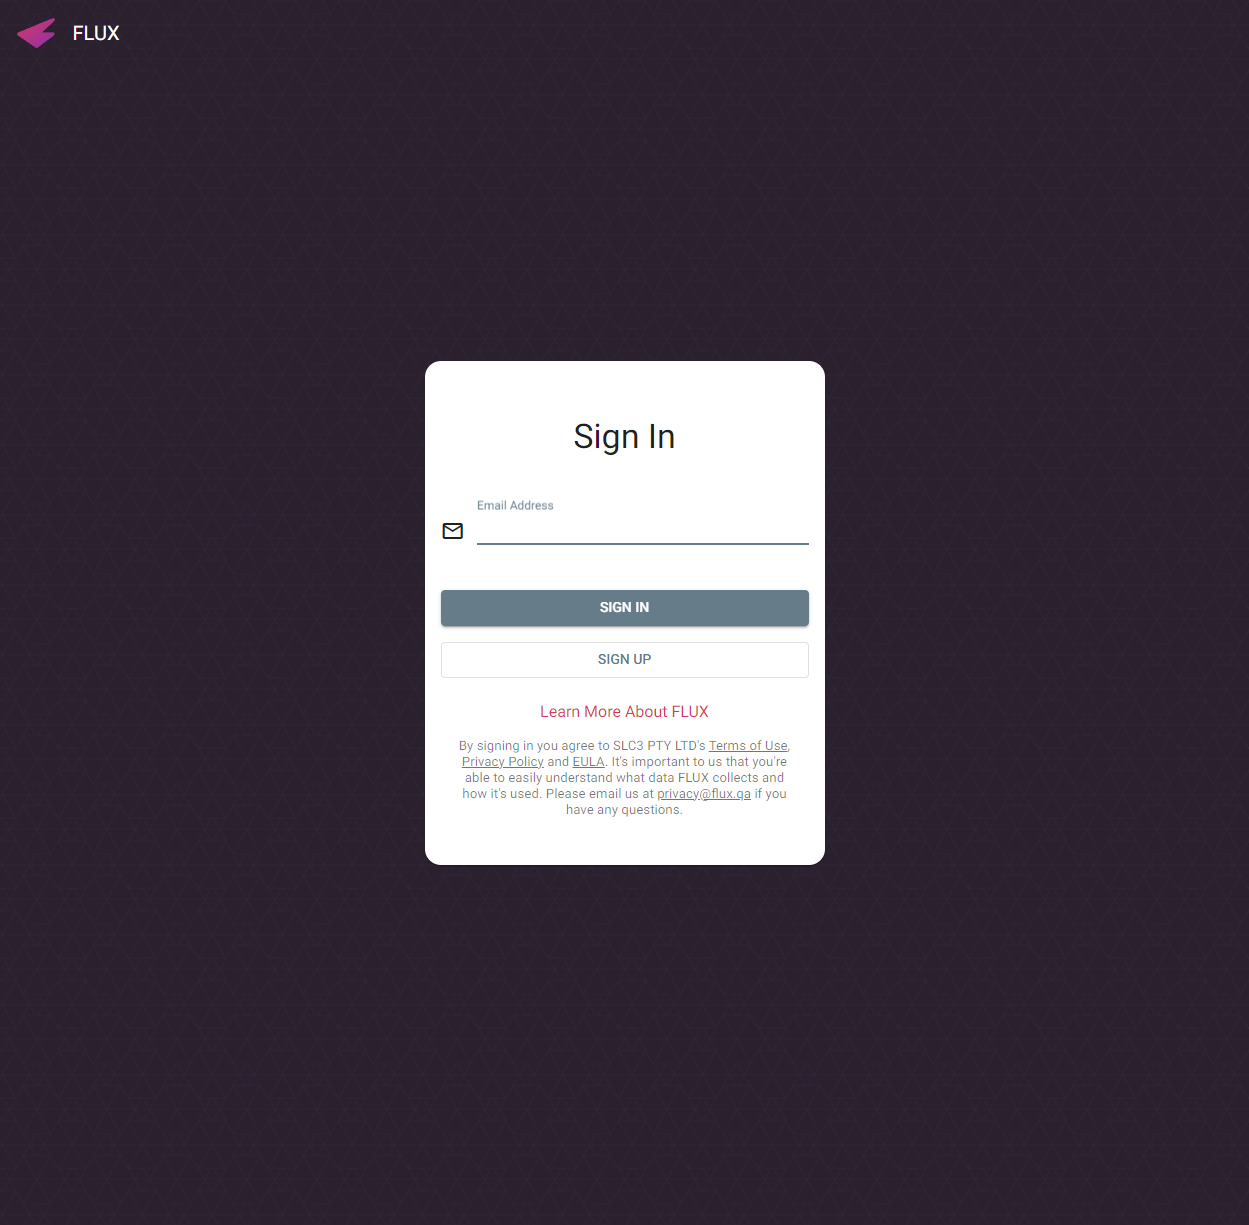 FLUX
Sign In
Email Address
SIGN IN
SIGN UP
Learn More About FLUX
By signing in you agree to SLC3 PTY LTD's Terms of Use,
Privacy Policy and EULA. It's important to us that you're
able to easily understand what data FLUX collects and
how it's used. Please email us at privacy@flux.qa if you
have any questions.